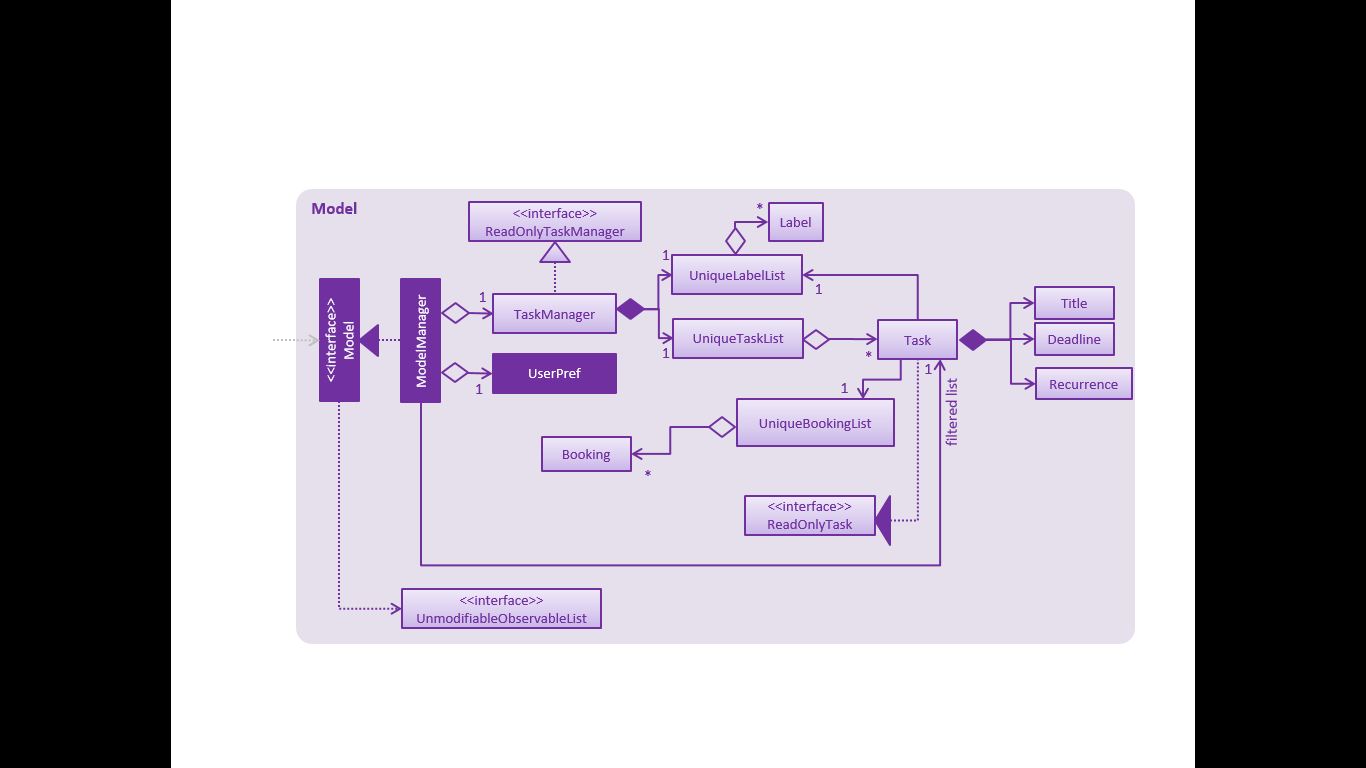 Model
<<interface>>
ReadOnlyTaskManager
*
Label
1
UniqueLabelList
1
<<interface>>
Model
ModelManager
1
TaskManager
UniqueTaskList
1
*
Task
1
Title
Deadline
Recurrence
UserPref
1
1
filtered list
UniqueBookingList
Booking
*
<<interface>>
ReadOnlyTask
<<interface>>
UnmodifiableObservableList